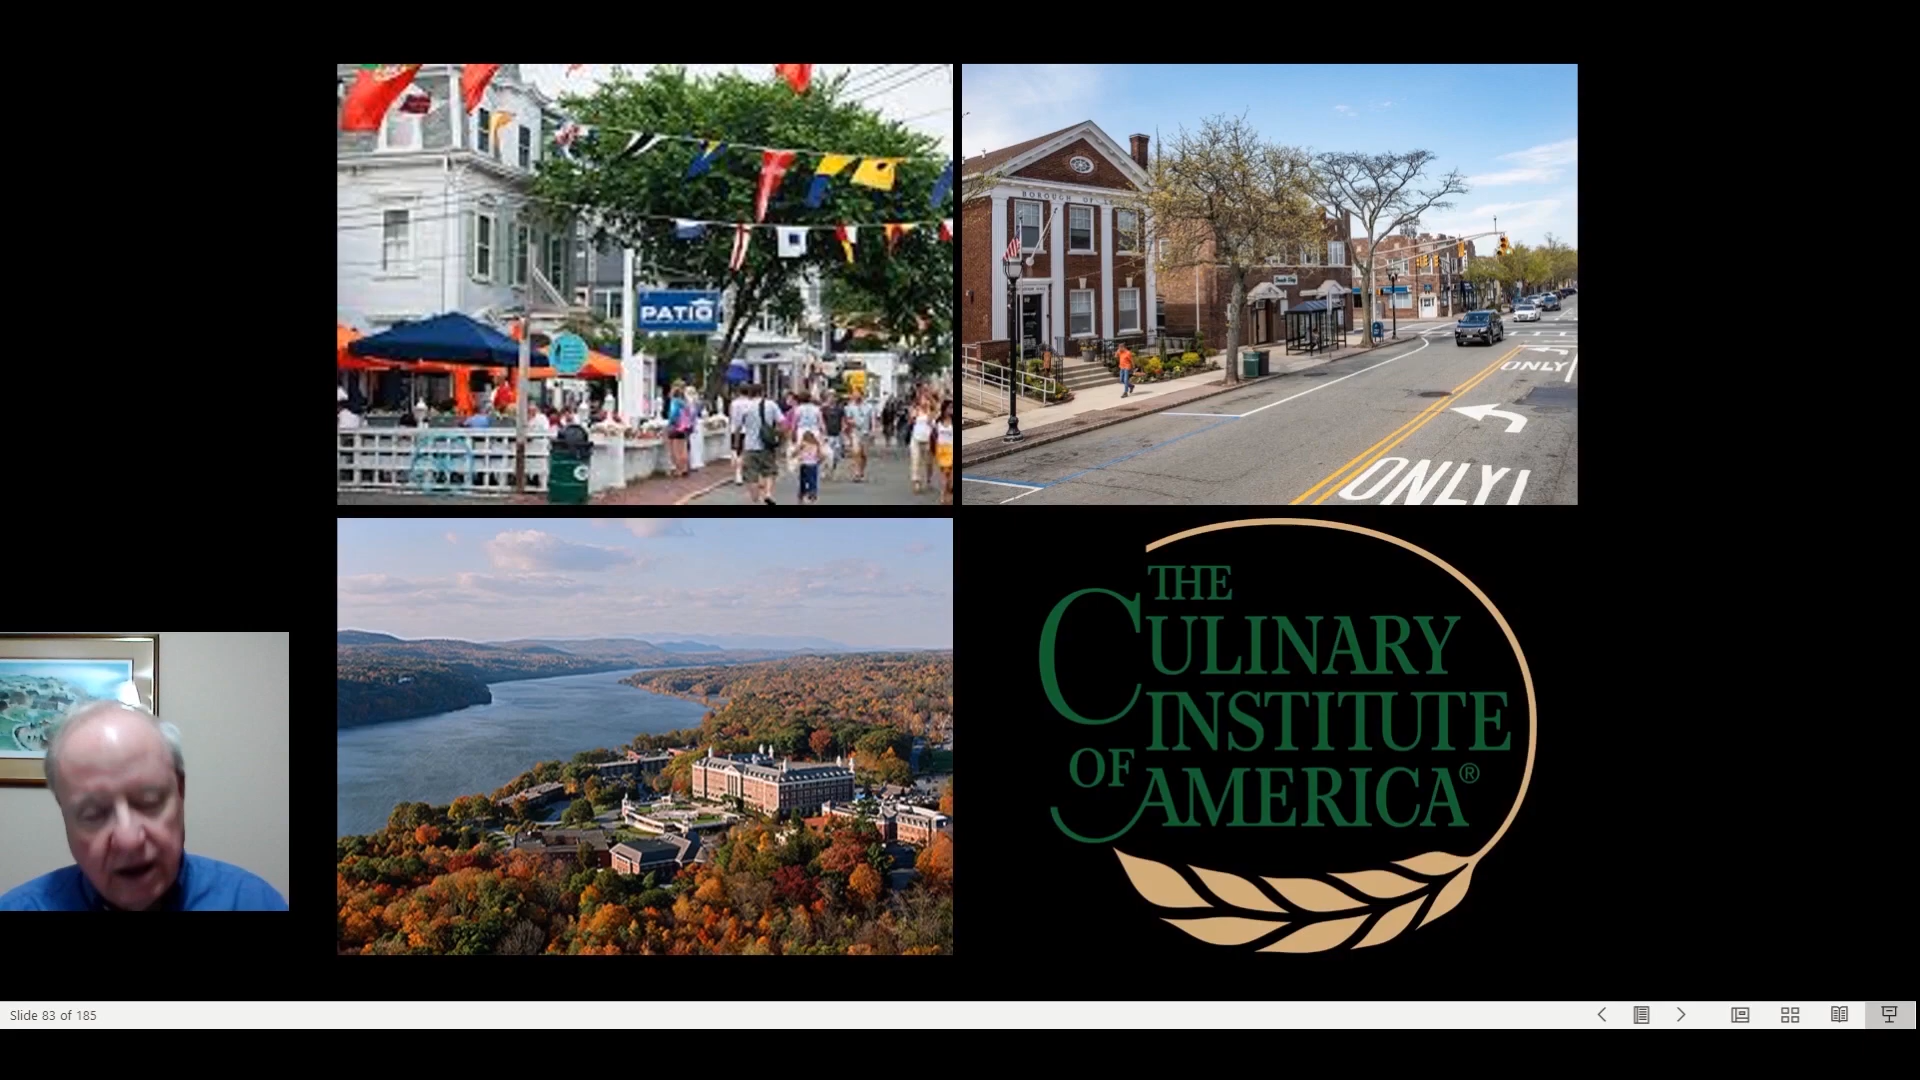 PATIO
BOROUGH OF
ONLY
ONLY
THE
CULINARY
INSTITUTE
OF AMERICA®
Slide 83 of 185